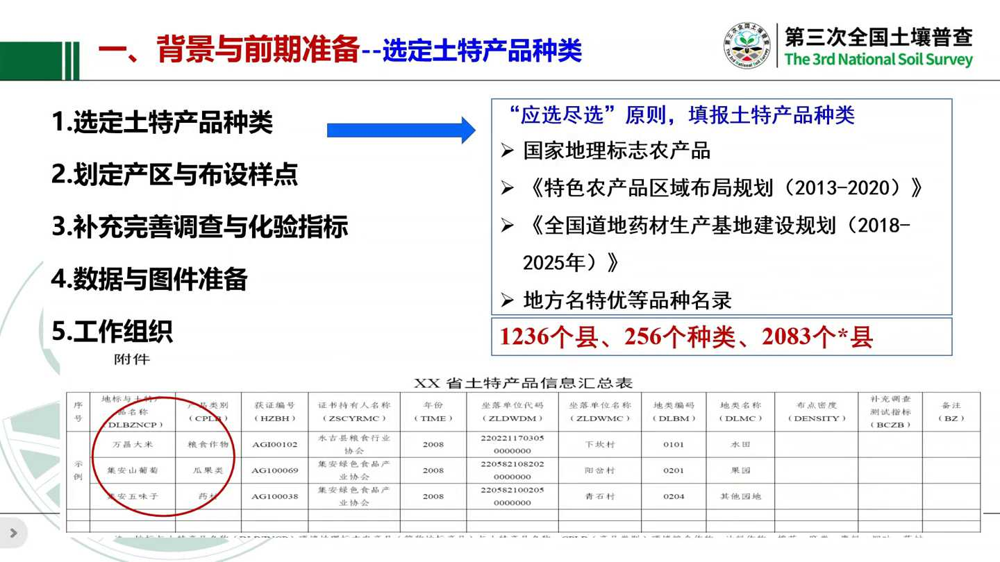 一、背景与前期准备--选定土特产品种类
第三次全国土壤普查
The 3rd National Soil Survey
1.选定土特产品种类
2.划定产区与布设样点
3.补充完善调查与化验指标
4.数据与图件准备
5.工作组织
“应选尽选”原则，填报土特产品种类
➢ 国家地理标志农产品
➢ 《特色农产品区域布局规划（2013-2020）》
➢ 《全国道地药材生产基地建设规划（2018-
2025年）》
➢ 地方名特优等品种名录
1236个县、256个种类、2083个*县
附件
XX 省土特产品信息汇总表
序号 地标与土特产品名称（DLBZNCP） 产品类别（CPLB） 获证编号（HZBH） 证书持有人名称（ZSCYRMC） 年份（TIME） 坐落单位代码（ZLDWDM） 坐落单位名称（ZLDWMC） 地类编码（DLBM） 地类名称（DLMC） 布点密度（DENSITY） 补充调查测试指标（BCZB） 备注（BZ）
示例
万昌大米 粮食作物 AGI00102 永吉县粮食行业协会 2008 2202211703050000000 下坎村 0101 水田
集安山葡萄 瓜果类 AG100069 集安绿色食品产业协会 2008 2205821082020000000 阳岔村 0201 果园
集安五味子 药材 AG100038 集安绿色食品产业协会 2008 2205821002050000000 青石村 0204 其他园地